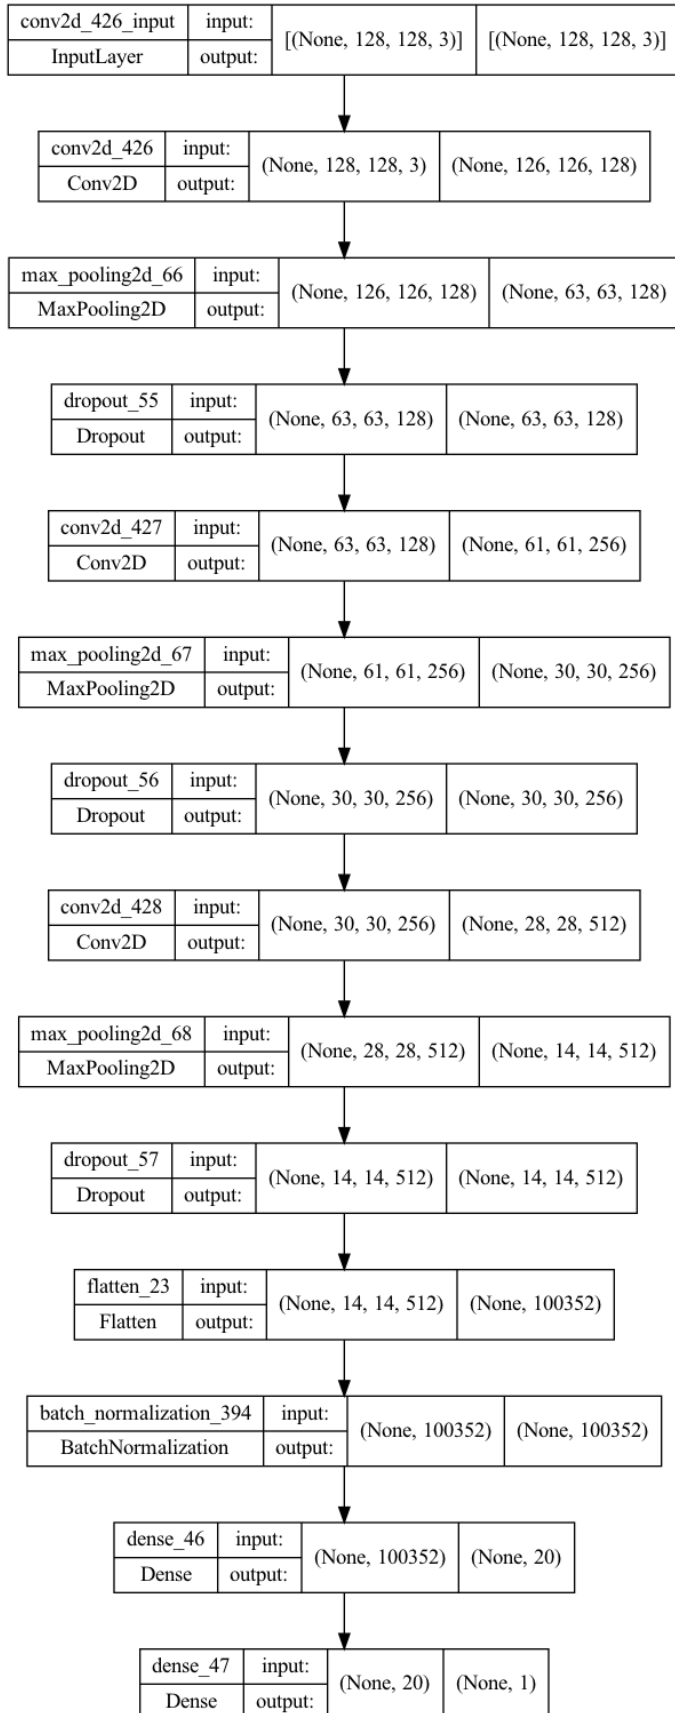 conv2d_426_input input: [(None, 128, 128, 3)] [(None, 128, 128, 3)]
InputLayer output:
conv2d_426 input: (None, 128, 128, 3) (None, 126, 126, 128)
Conv2D output:
max_pooling2d_66 input: (None, 126, 126, 128) (None, 63, 63, 128)
MaxPooling2D output:
dropout_55 input: (None, 63, 63, 128) (None, 63, 63, 128)
Dropout output:
conv2d_427 input: (None, 63, 63, 128) (None, 61, 61, 256)
Conv2D output:
max_pooling2d_67 input: (None, 61, 61, 256) (None, 30, 30, 256)
MaxPooling2D output:
dropout_56 input: (None, 30, 30, 256) (None, 30, 30, 256)
Dropout output:
conv2d_428 input: (None, 30, 30, 256) (None, 28, 28, 512)
Conv2D output:
max_pooling2d_68 input: (None, 28, 28, 512) (None, 14, 14, 512)
MaxPooling2D output:
dropout_57 input: (None, 14, 14, 512) (None, 14, 14, 512)
Dropout output:
flatten_23 input: (None, 14, 14, 512) (None, 100352)
Flatten output:
batch_normalization_394 input: (None, 100352) (None, 100352)
BatchNormalization output:
dense_46 input: (None, 100352) (None, 20)
Dense output:
dense_47 input: (None, 20) (None, 1)
Dense output: